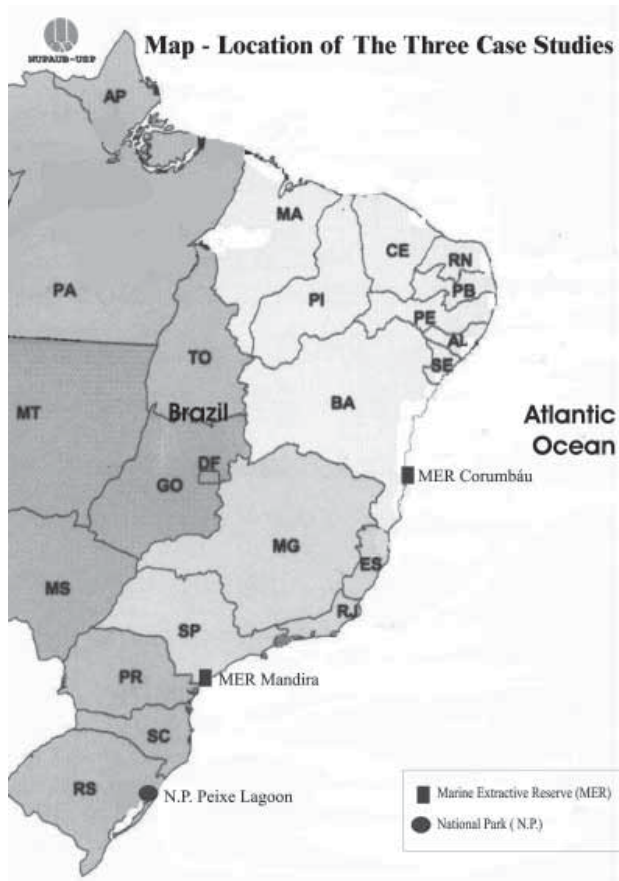 NUPAUB-USP
Map - Location of The Three Case Studies
AP
MA
CE
RN
PB
PA
PI
PE
AL
SE
TO
BA
MT
Brazil
Atlantic
Ocean
DF
GO
MER Corumbáu
MG
ES
MS
RJ
SP
PR
MER Mandira
SC
RS
N.P. Peixe Lagoon
Marine Extractive Reserve (MER)
National Park ( N.P.)